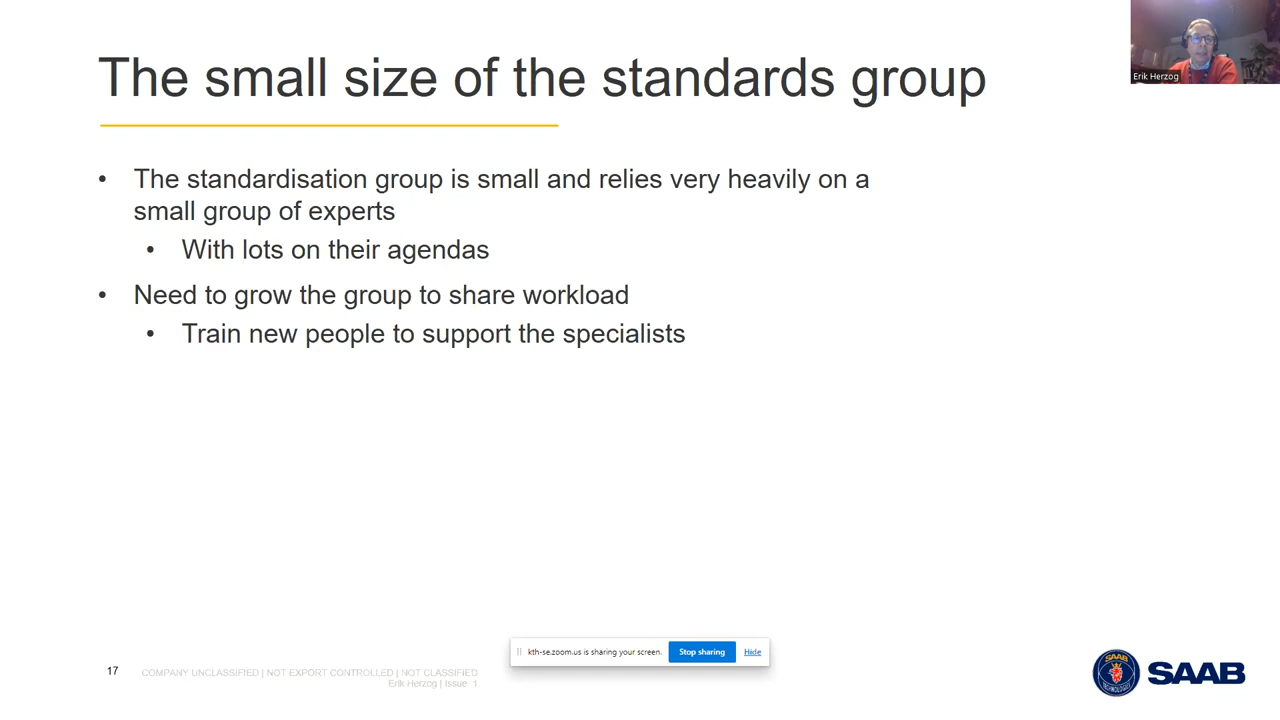 The small size of the standards group
Erik Herzog
• The standardisation group is small and relies very heavily on a
small group of experts
• With lots on their agendas
• Need to grow the group to share workload
• Train new people to support the specialists
kth-se.zoom.us is sharing your screen.
Stop sharing
Hide
17
COMPANY UNCLASSIFIED | NOT EXPORT CONTROLLED | NOT CLASSIFIED
Erik Herzog | Issue 1
SAAB
TECHNOLOGIES
SAAB